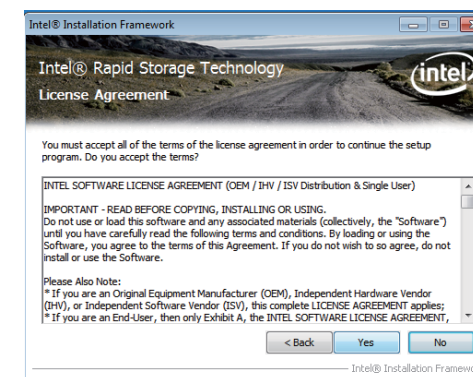 Intel® Installation Framework
Intel® Rapid Storage Technology
License Agreement
intel
You must accept all of the terms of the license agreement in order to continue the setup
program. Do you accept the terms?
INTEL SOFTWARE LICENSE AGREEMENT (OEM / IHV / ISV Distribution & Single User)
IMPORTANT - READ BEFORE COPYING, INSTALLING OR USING.
Do not use or load this software and any associated materials (collectively, the "Software")
until you have carefully read the following terms and conditions. By loading or using the
Software, you agree to the terms of this Agreement. If you do not wish to so agree, do not
install or use the Software.
Please Also Note:
* If you are an Original Equipment Manufacturer (OEM), Independent Hardware Vendor
(IHV), or Independent Software Vendor (ISV), this complete LICENSE AGREEMENT applies;
* If you are an End-User, then only Exhibit A, the INTEL SOFTWARE LICENSE AGREEMENT,
< Back Yes No
Intel® Installation